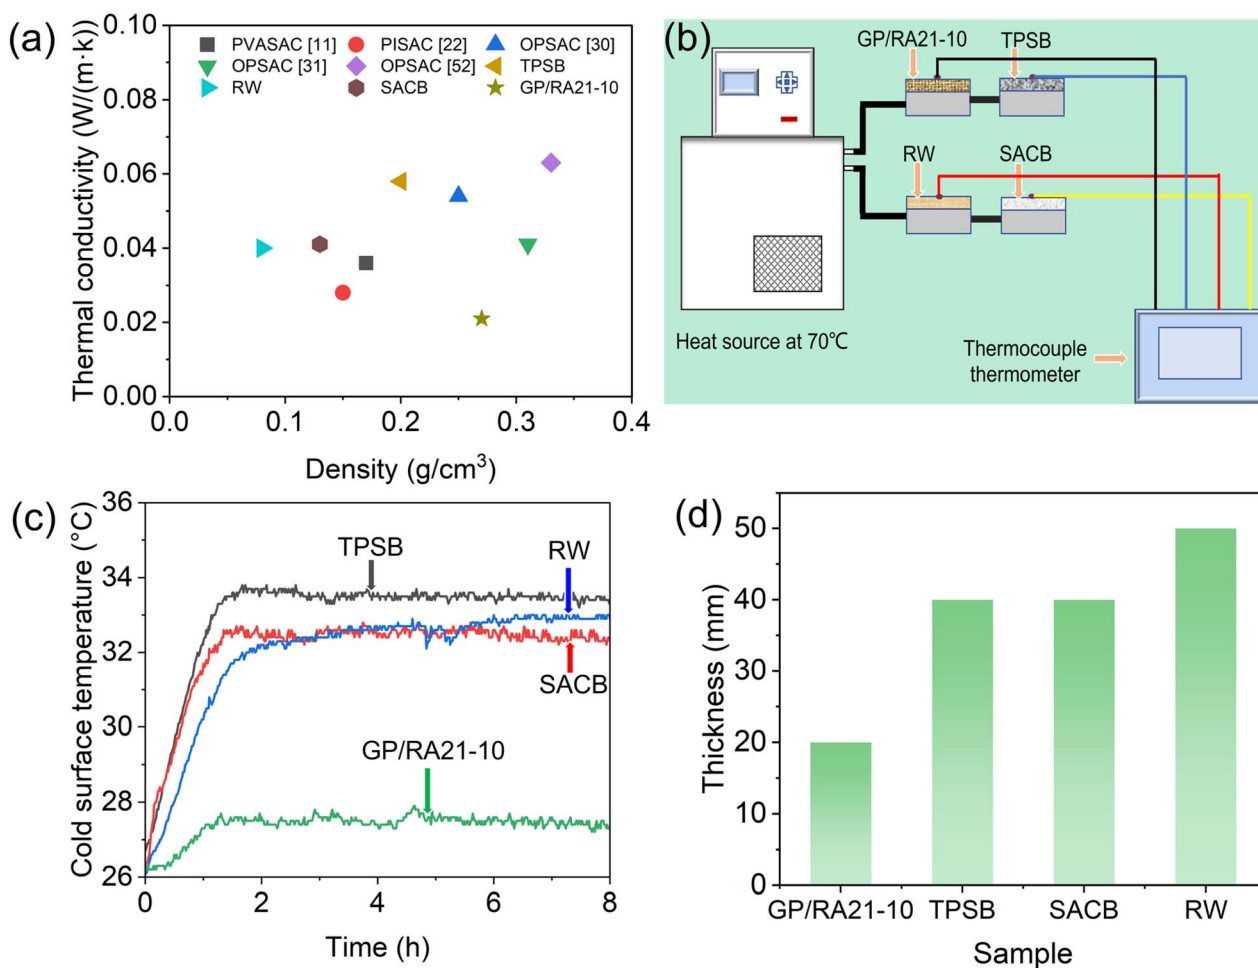 (a)
0.10
0.08
0.06
0.04
0.02
0.00
Thermal conductivity (W/(m·k))
PVASAC [11] PISAC [22] OPSAC [30]
OPSAC [31] OPSAC [52] TPSB
RW SACB GP/RA21-10
0.0 0.1 0.2 0.3 0.4
Density (g/cm³)
(b)
GP/RA21-10 TPSB
RW SACB
Heat source at 70℃
Thermocouple
thermometer
(c)
36
34
32
30
28
26
Cold surface temperature (°C)
TPSB
RW
SACB
GP/RA21-10
0 2 4 6 8
Time (h)
(d)
50
40
30
20
10
0
Thickness (mm)
GP/RA21-10 TPSB SACB RW
Sample